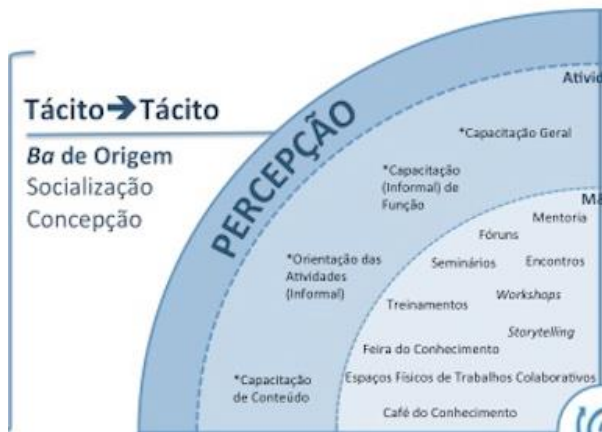 Tácito➔Tácito
Ba de Origem
Socialização
Concepção
PERCEPÇÃO
*Capacitação Geral
*Capacitação
(Informal) de
Função
*Orientação das
Atividades
(Informal)
*Capacitação
de Conteúdo
Mentoria
Fóruns
Seminários
Encontros
Treinamentos
Workshops
Storytelling
Feira do Conhecimento
Espaços Físicos de Trabalhos Colaborativos
Café do Conhecimento